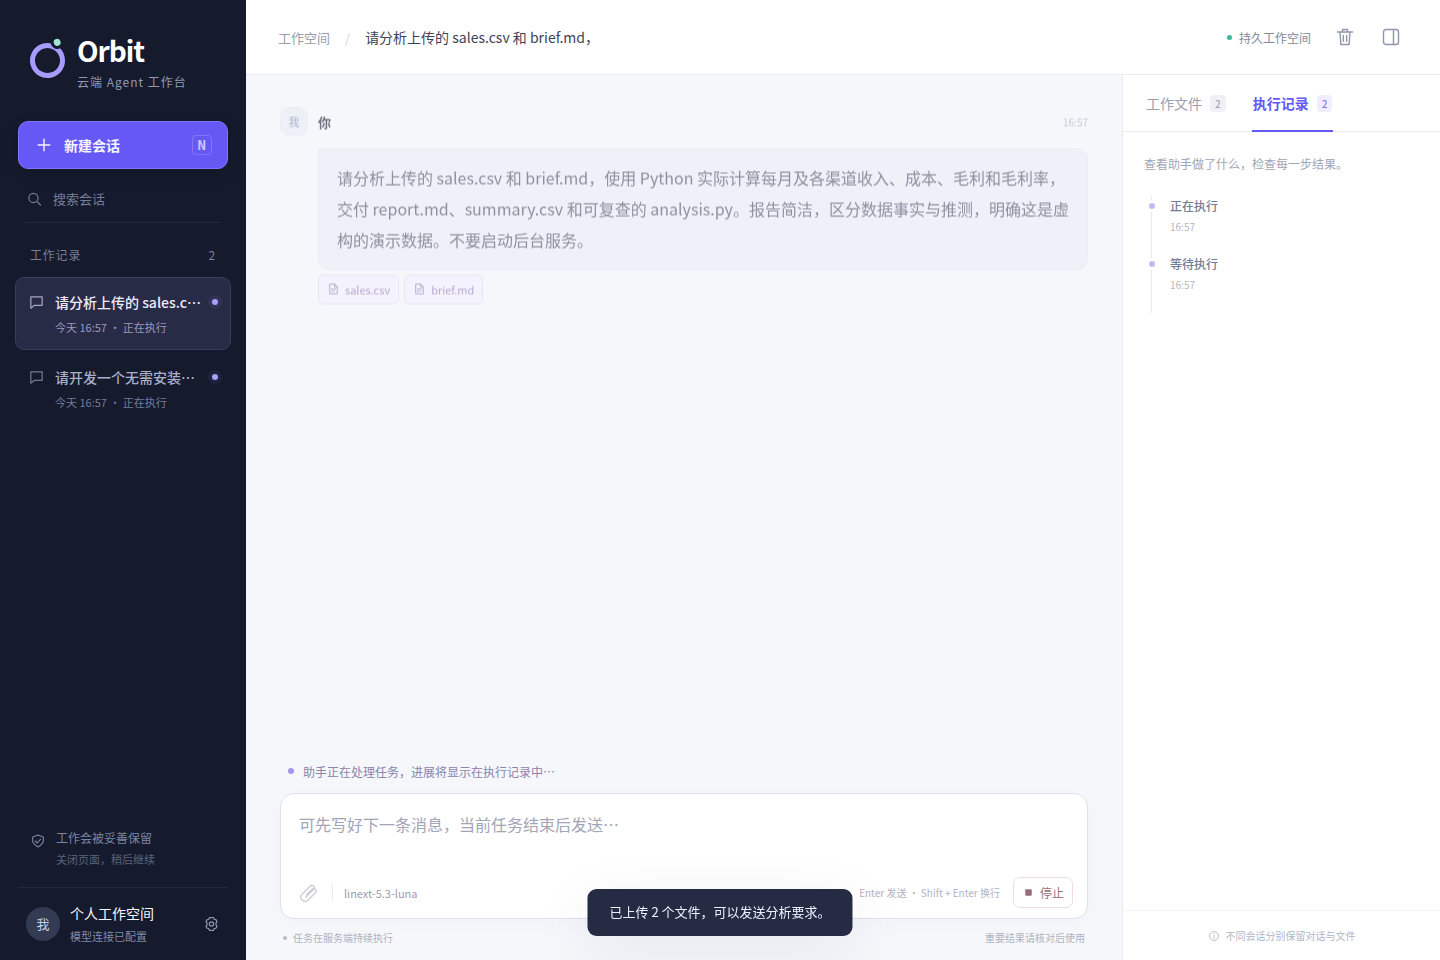 Orbit
云端 Agent 工作台
新建会话 N
搜索会话
工作记录 2
请分析上传的 sales.c…
今天 16:57 · 正在执行
请开发一个无需安装…
今天 16:57 · 正在执行
工作会被妥善保留
关闭页面，稍后继续
我 个人工作空间
模型连接已配置
工作空间 / 请分析上传的 sales.csv 和 brief.md，
持久工作空间
我 你 16:57
请分析上传的 sales.csv 和 brief.md，使用 Python 实际计算每月及各渠道收入、成本、毛利和毛利率，
交付 report.md、summary.csv 和可复查的 analysis.py。报告简洁，区分数据事实与推测，明确这是虚
构的演示数据。不要启动后台服务。
sales.csv brief.md
助手正在处理任务，进展将显示在执行记录中…
可先写好下一条消息，当前任务结束后发送…
linext-5.3-luna
Enter 发送 · Shift + Enter 换行 停止
已上传 2 个文件，可以发送分析要求。
任务在服务端持续执行
重要结果请核对后使用
工作文件 2 执行记录 2
查看助手做了什么，检查每一步结果。
正在执行
16:57
等待执行
16:57
不同会话分别保留对话与文件